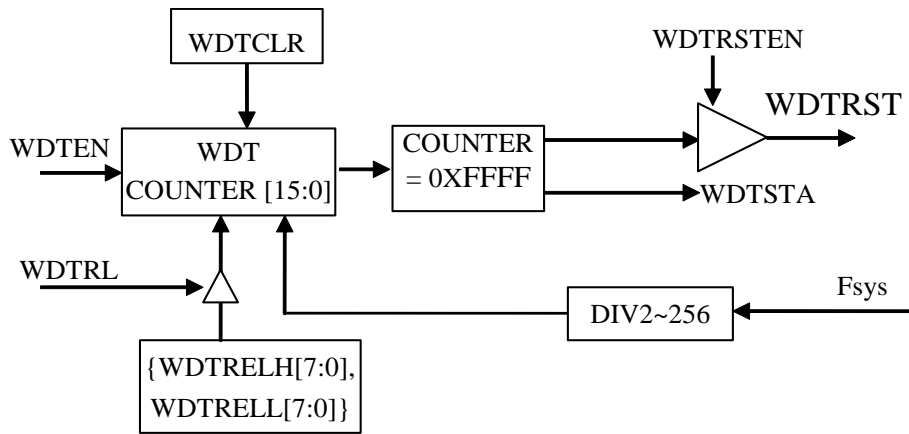 WDTCLR
WDTRSTEN
WDTRST
WDTEN
WDT
COUNTER [15:0]
COUNTER
= 0XFFFF
WDTSTA
WDTRL
Fsys
DIV2~256
{WDTRELH[7:0],
WDTRELL[7:0]}